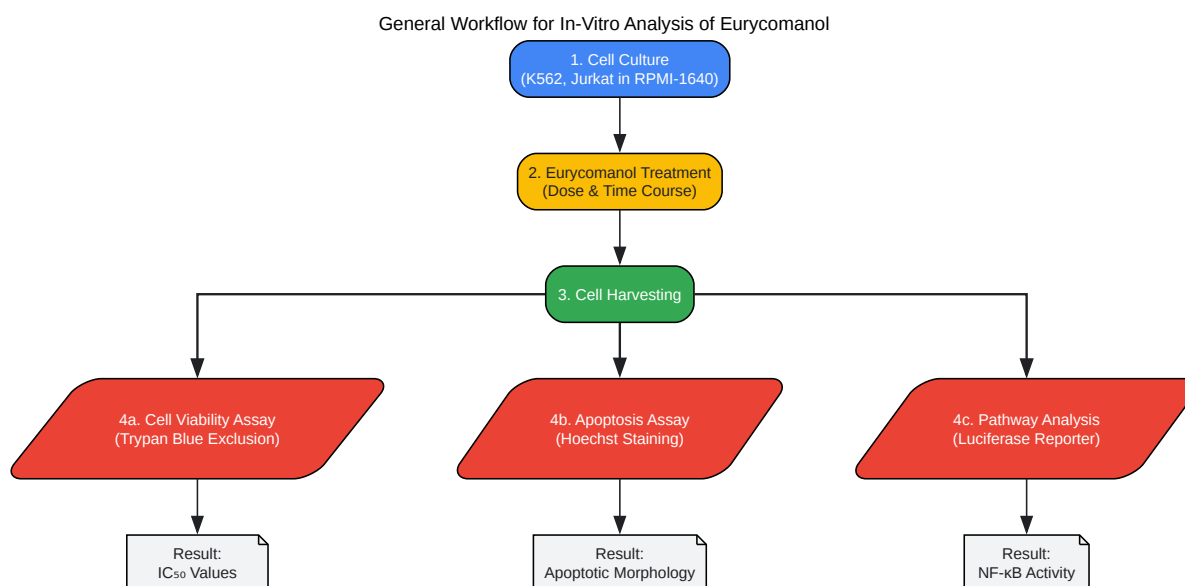 General Workflow for In-Vitro Analysis of Eurycomanol
1. Cell Culture
(K562, Jurkat in RPMI-1640)
2. Eurycomanol Treatment
(Dose & Time Course)
3. Cell Harvesting
4a. Cell Viability Assay
(Trypan Blue Exclusion)
4b. Apoptosis Assay
(Hoechst Staining)
4c. Pathway Analysis
(Luciferase Reporter)
Result:
IC₅₀ Values
Result:
Apoptotic Morphology
Result:
NF-κB Activity